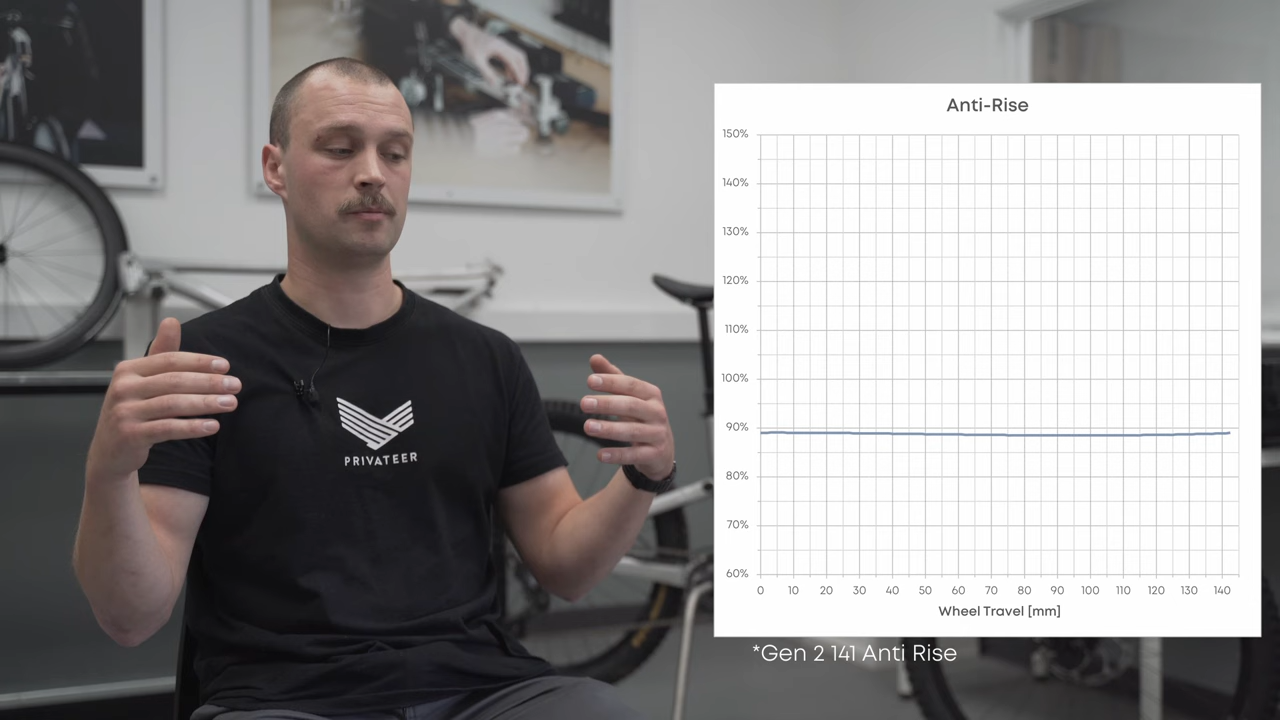 PRIVATEER
Anti-Rise
150%
140%
130%
120%
110%
100%
90%
80%
70%
60%
0 10 20 30 40 50 60 70 80 90 100 110 120 130 140
Wheel Travel [mm]
*Gen 2 141 Anti Rise